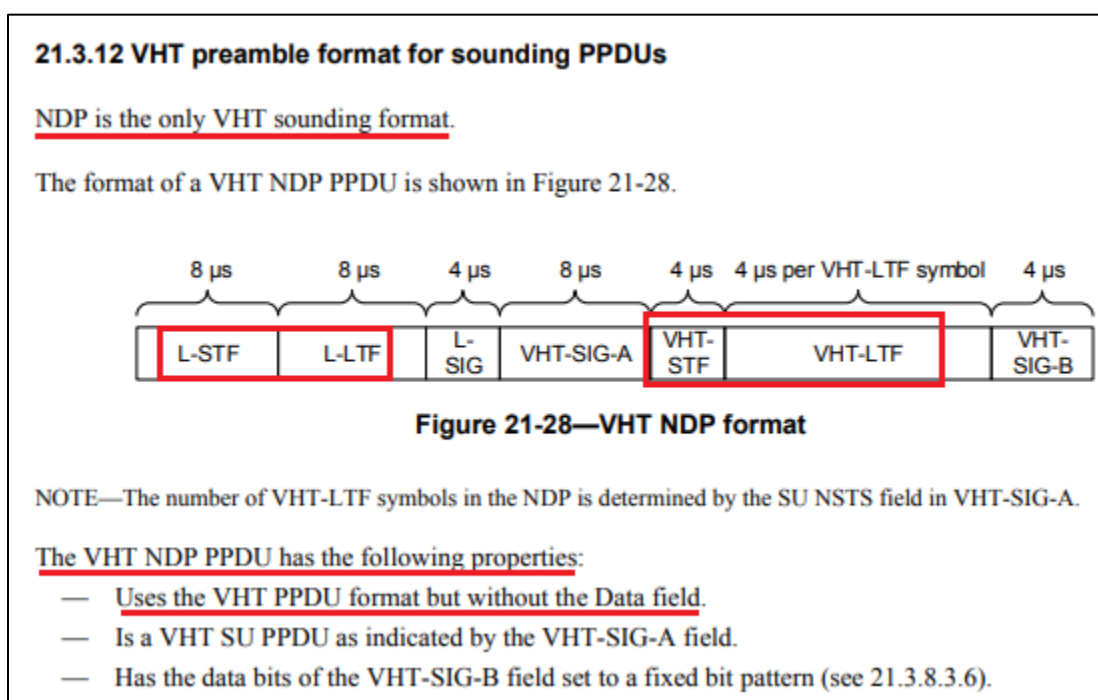 21.3.12 VHT preamble format for sounding PPDUs
NDP is the only VHT sounding format.
The format of a VHT NDP PPDU is shown in Figure 21-28.
8 µs 8 µs 4 µs 8 µs 4 µs 4 µs per VHT-LTF symbol 4 µs
L-STF L-LTF L-SIG VHT-SIG-A VHT-STF VHT-LTF VHT-SIG-B
Figure 21-28—VHT NDP format
NOTE—The number of VHT-LTF symbols in the NDP is determined by the SU NSTS field in VHT-SIG-A.
The VHT NDP PPDU has the following properties:
— Uses the VHT PPDU format but without the Data field.
— Is a VHT SU PPDU as indicated by the VHT-SIG-A field.
— Has the data bits of the VHT-SIG-B field set to a fixed bit pattern (see 21.3.8.3.6).